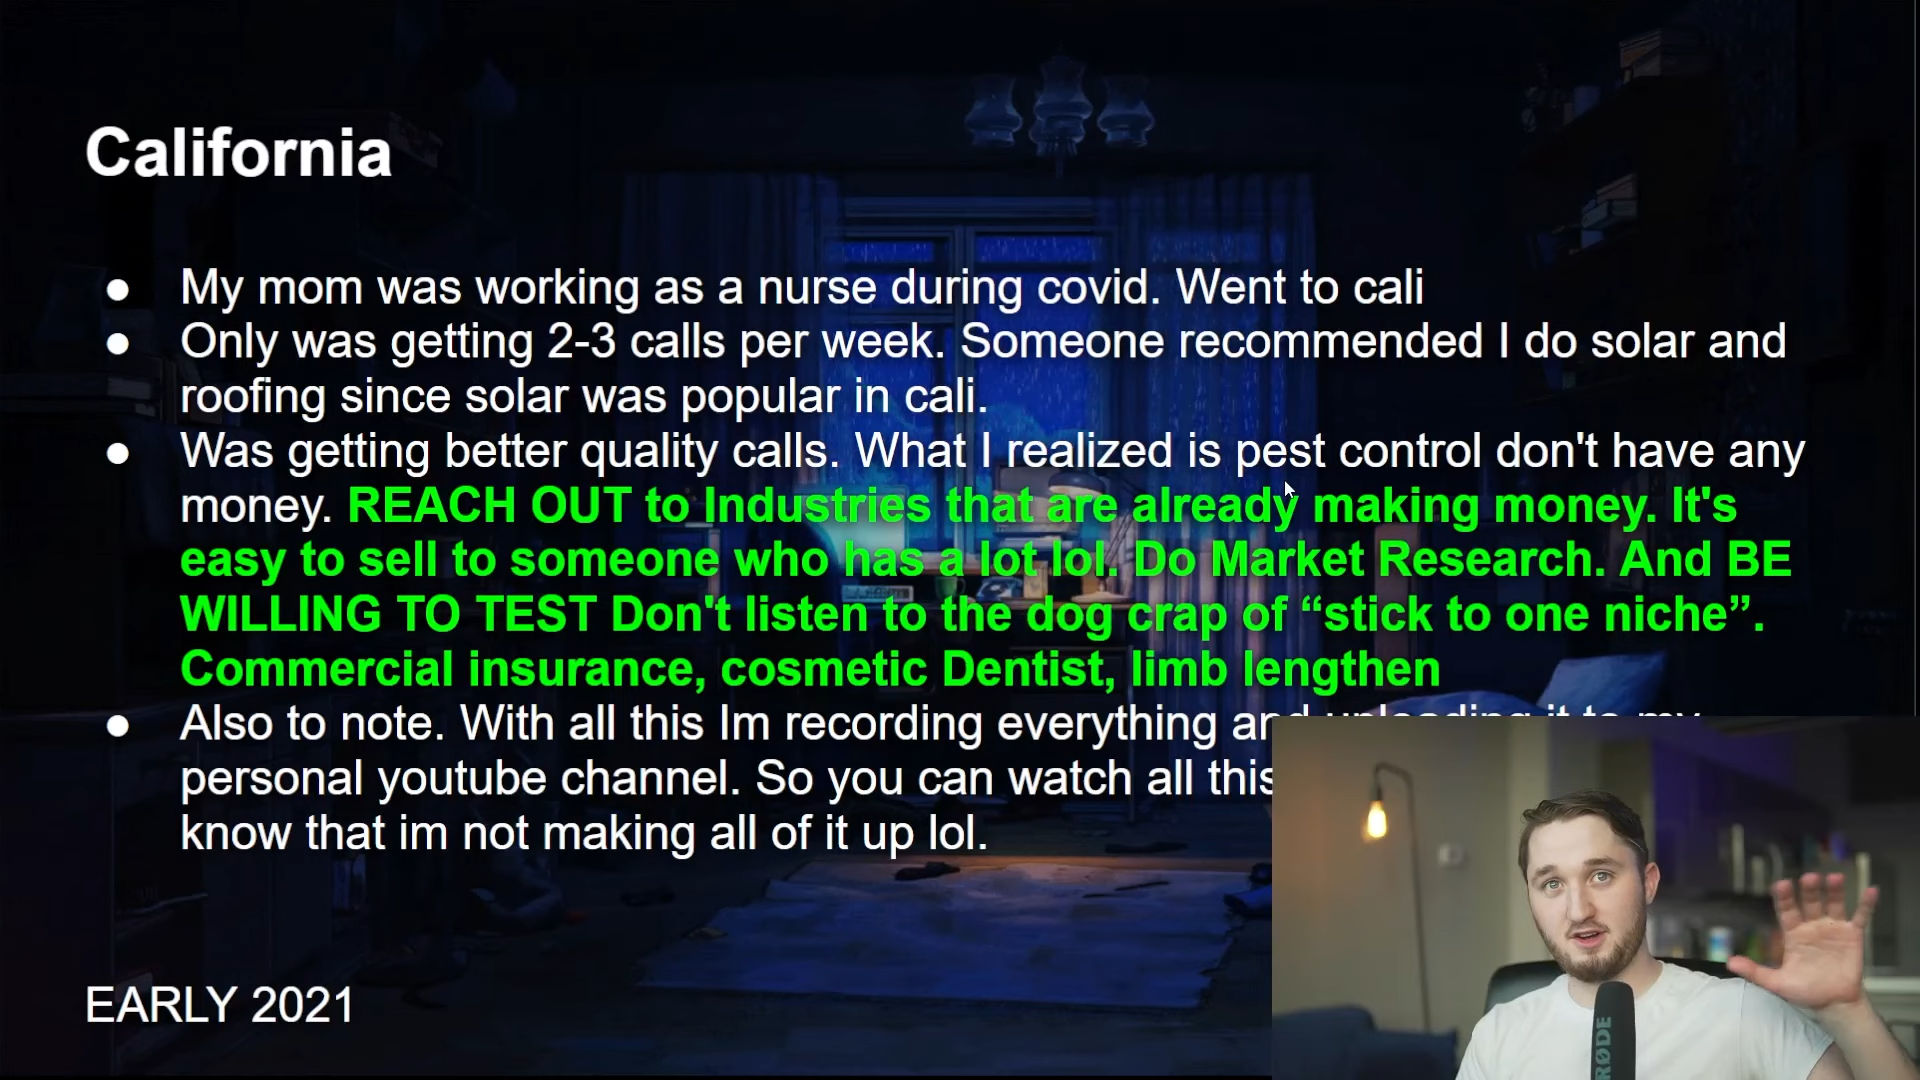 California
● My mom was working as a nurse during covid. Went to cali
● Only was getting 2-3 calls per week. Someone recommended I do solar and
roofing since solar was popular in cali.
● Was getting better quality calls. What I realized is pest control don't have any
money. REACH OUT to Industries that are already making money. It's
easy to sell to someone who has a lot lol. Do Market Research. And BE
WILLING TO TEST Don't listen to the dog crap of “stick to one niche”.
Commercial insurance, cosmetic Dentist, limb lengthen
● Also to note. With all this Im recording everything and uploading it to my
personal youtube channel. So you can watch all this
know that im not making all of it up lol.
EARLY 2021
RØDE